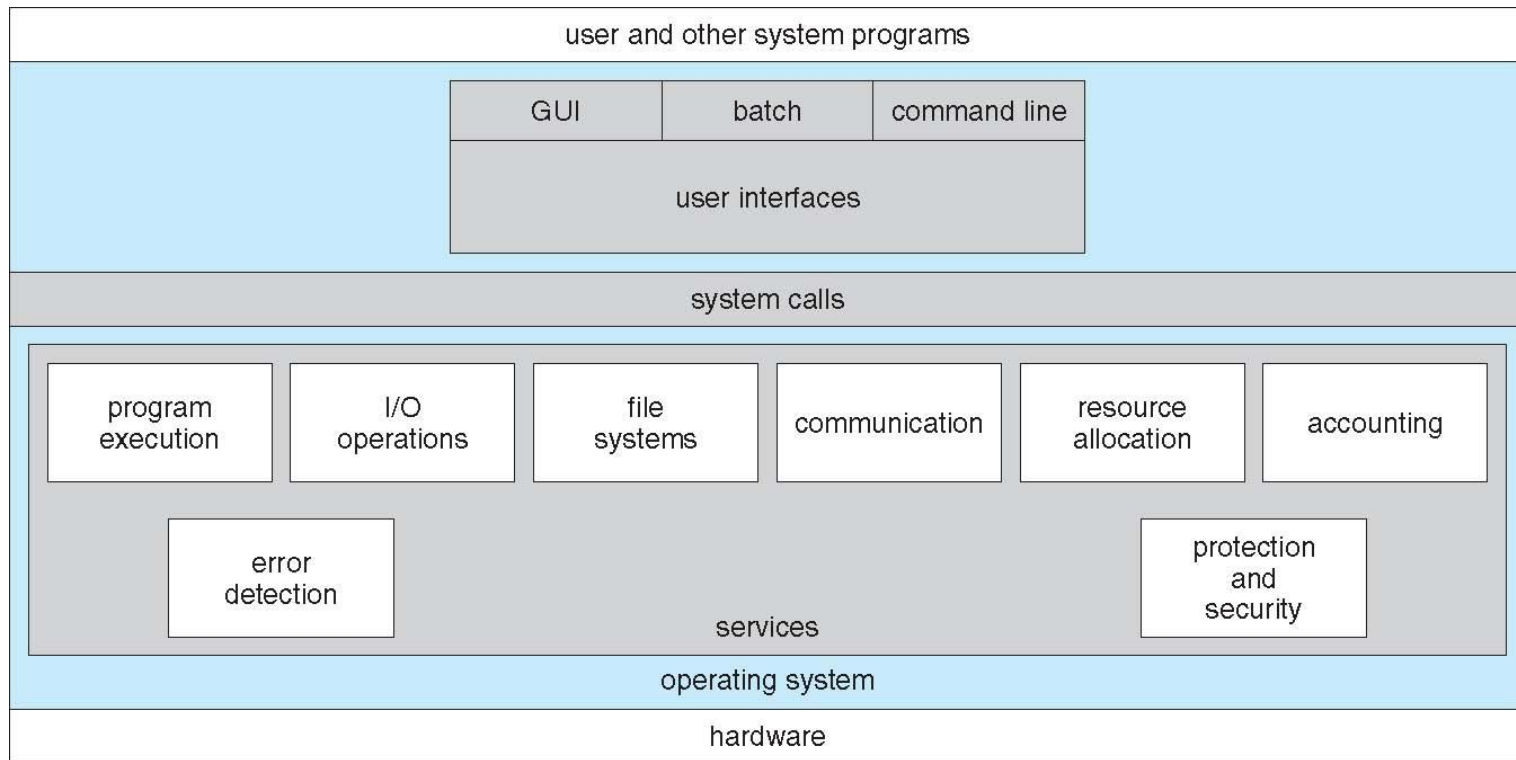 user and other system programs
GUI
batch
command line
user interfaces
system calls
program
execution
I/O
operations
file
systems
communication
resource
allocation
accounting
error
detection
protection
and
security
services
operating system
hardware